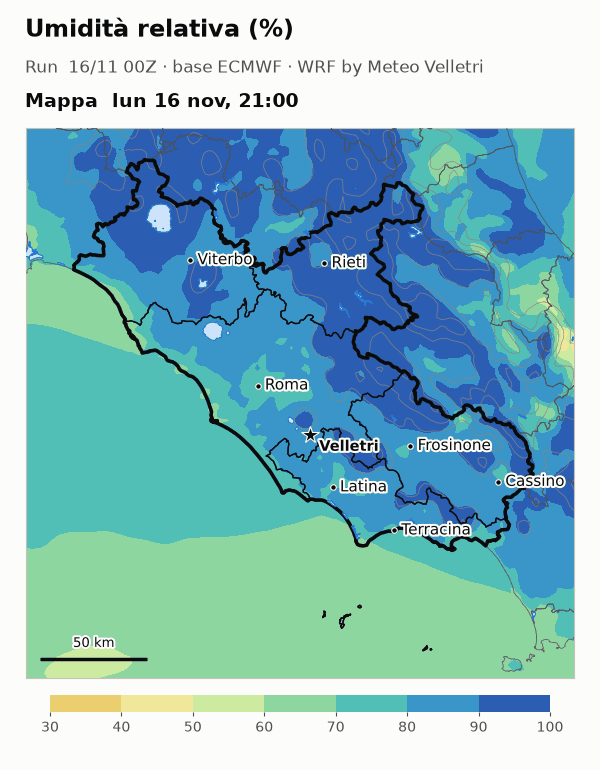 Umidità relativa (%)
Run 16/11 00Z · base ECMWF · WRF by Meteo Velletri
Mappa lun 16 nov, 21:00
Viterbo
Rieti
Roma
Velletri
Frosinone
Cassino
Latina
Terracina
50 km
30 40 50 60 70 80 90 100